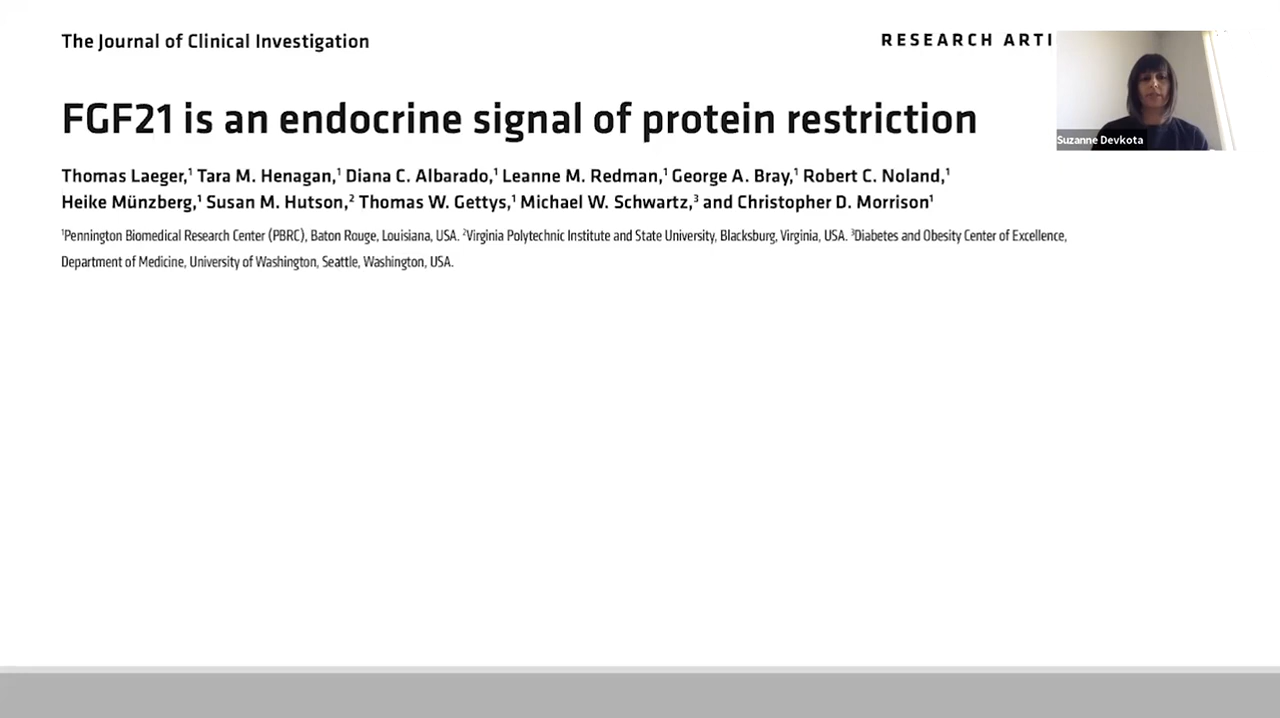 The Journal of Clinical Investigation
RESEARCH ARTI
FGF21 is an endocrine signal of protein restriction
Suzanne Devkota
Thomas Laeger,¹ Tara M. Henagan,¹ Diana C. Albarado,¹ Leanne M. Redman,¹ George A. Bray,¹ Robert C. Noland,¹
Heike Münzberg,¹ Susan M. Hutson,² Thomas W. Gettys,¹ Michael W. Schwartz,³ and Christopher D. Morrison¹
¹Pennington Biomedical Research Center (PBRC), Baton Rouge, Louisiana, USA. ²Virginia Polytechnic Institute and State University, Blacksburg, Virginia, USA. ³Diabetes and Obesity Center of Excellence,
Department of Medicine, University of Washington, Seattle, Washington, USA.